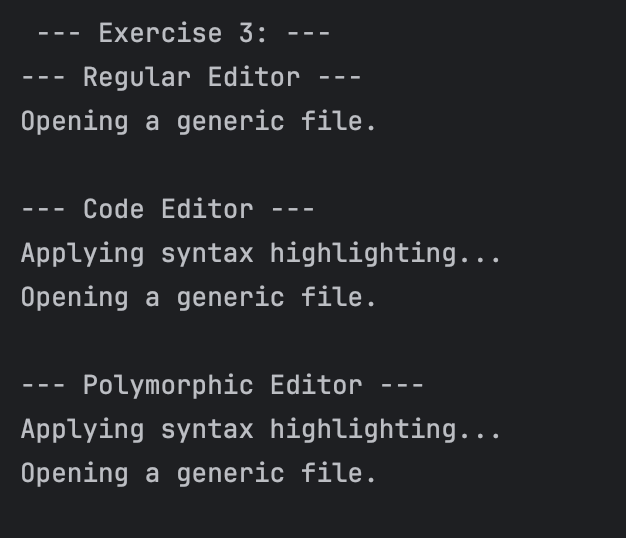 --- Exercise 3: ---
--- Regular Editor ---
Opening a generic file.
--- Code Editor ---
Applying syntax highlighting...
Opening a generic file.
--- Polymorphic Editor ---
Applying syntax highlighting...
Opening a generic file.